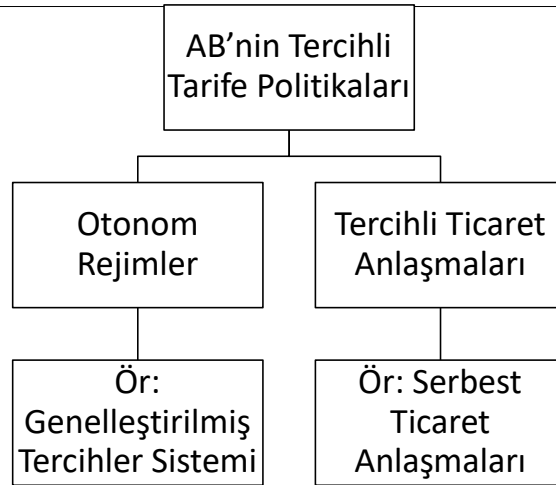 AB’nin Tercihli
Tarife Politikaları
Otonom
Rejimler
Tercihli Ticaret
Anlaşmaları
Ör:
Genelleştirilmiş
Tercihler Sistemi
Ör: Serbest
Ticaret
Anlaşmaları